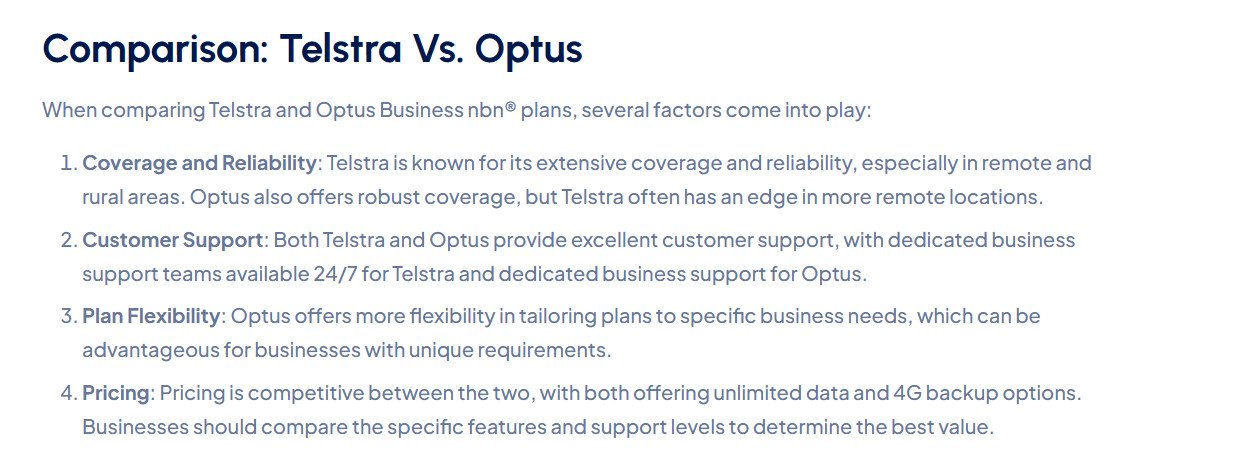 Comparison: Telstra Vs. Optus
When comparing Telstra and Optus Business nbn® plans, several factors come into play:
1. Coverage and Reliability: Telstra is known for its extensive coverage and reliability, especially in remote and
rural areas. Optus also offers robust coverage, but Telstra often has an edge in more remote locations.
2. Customer Support: Both Telstra and Optus provide excellent customer support, with dedicated business
support teams available 24/7 for Telstra and dedicated business support for Optus.
3. Plan Flexibility: Optus offers more flexibility in tailoring plans to specific business needs, which can be
advantageous for businesses with unique requirements.
4. Pricing: Pricing is competitive between the two, with both offering unlimited data and 4G backup options.
Businesses should compare the specific features and support levels to determine the best value.